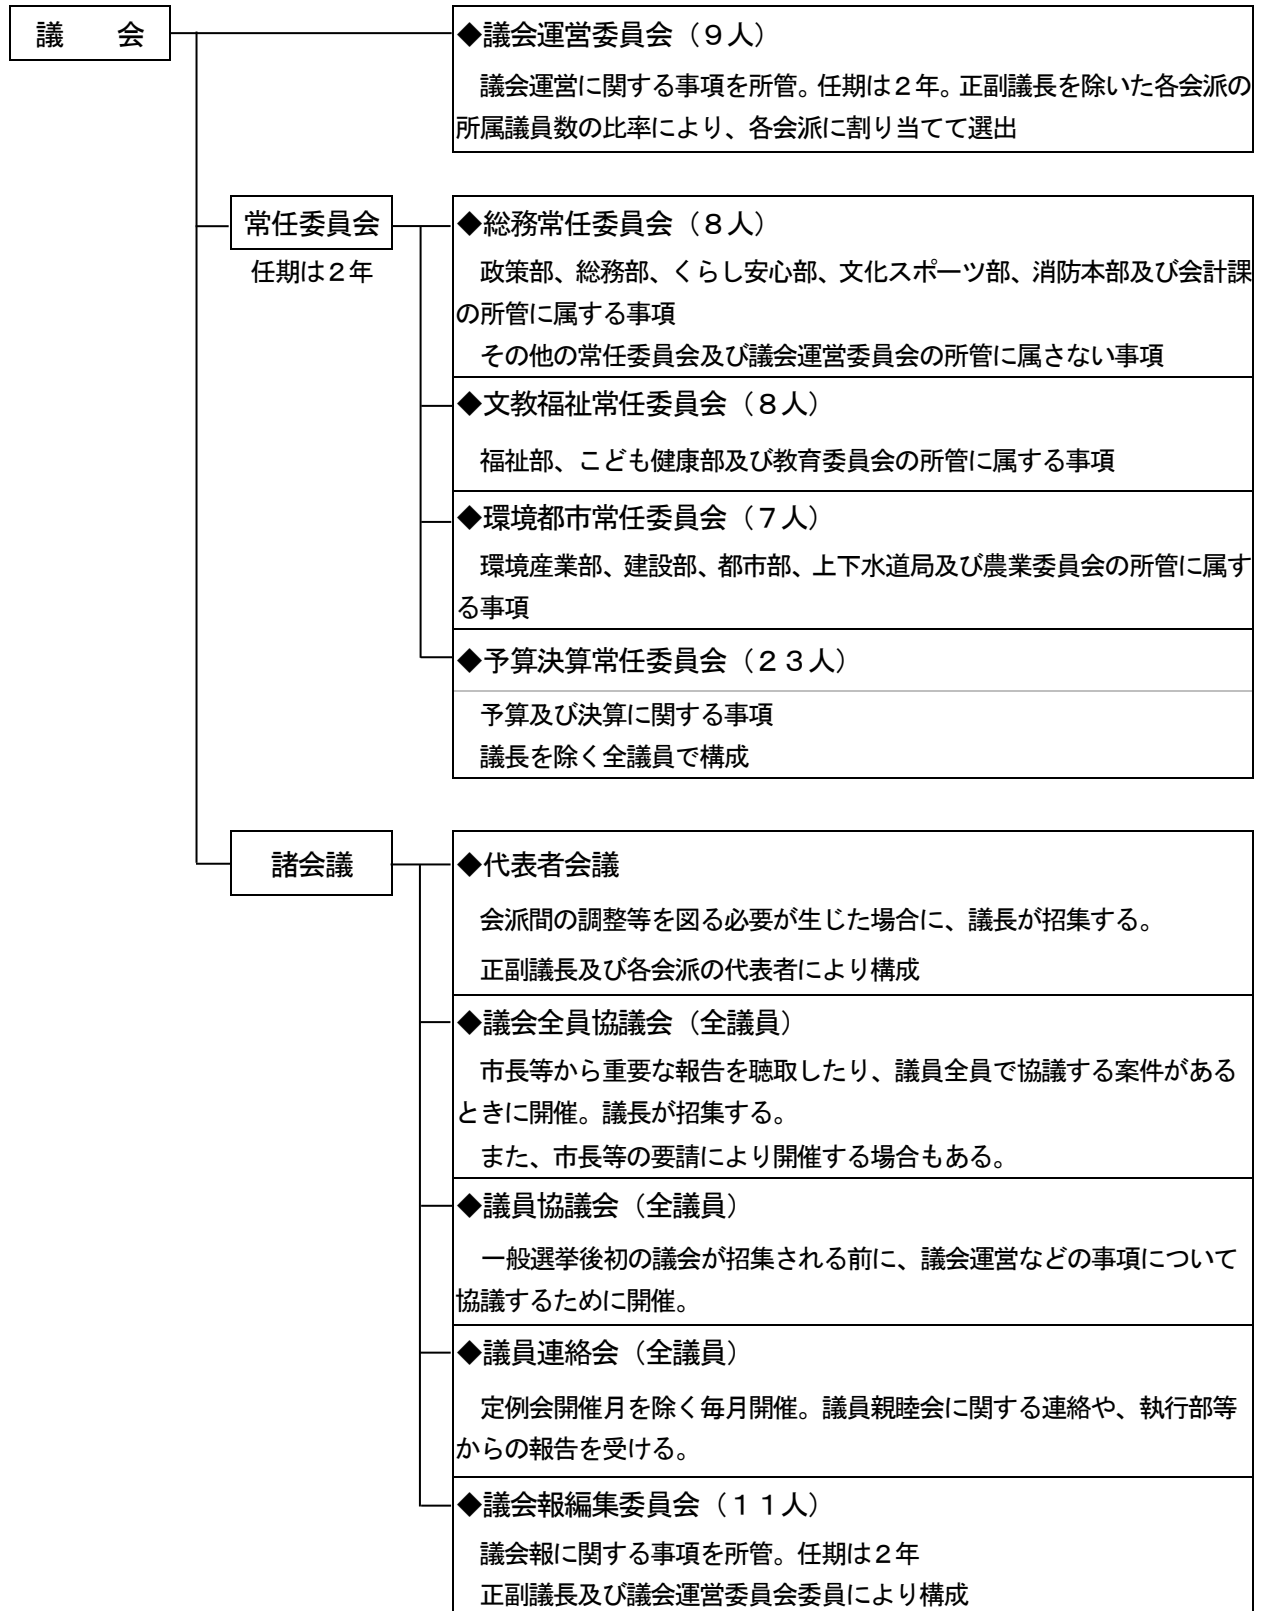 議　会
◆議会運営委員会（９人）
議会運営に関する事項を所管。任期は２年。正副議長を除いた各会派の
所属議員数の比率により、各会派に割り当てて選出
常任委員会
任期は２年
◆総務常任委員会（８人）
政策部、総務部、くらし安心部、文化スポーツ部、消防本部及び会計課
の所管に属する事項
その他の常任委員会及び議会運営委員会の所管に属さない事項
◆文教福祉常任委員会（８人）
福祉部、こども健康部及び教育委員会の所管に属する事項
◆環境都市常任委員会（７人）
環境産業部、建設部、都市部、上下水道局及び農業委員会の所管に属す
る事項
◆予算決算常任委員会（２３人）
予算及び決算に関する事項
議長を除く全議員で構成
諸会議
◆代表者会議
会派間の調整等を図る必要が生じた場合に、議長が招集する。
正副議長及び各会派の代表者により構成
◆議会全員協議会（全議員）
市長等から重要な報告を聴取したり、議員全員で協議する案件がある
ときに開催。議長が招集する。
また、市長等の要請により開催する場合もある。
◆議員協議会（全議員）
一般選挙後初の議会が招集される前に、議会運営などの事項について
協議するために開催。
◆議員連絡会（全議員）
定例会開催月を除く毎月開催。議員親睦会に関する連絡や、執行部等
からの報告を受ける。
◆議会報編集委員会（１１人）
議会報に関する事項を所管。任期は２年
正副議長及び議会運営委員会委員により構成